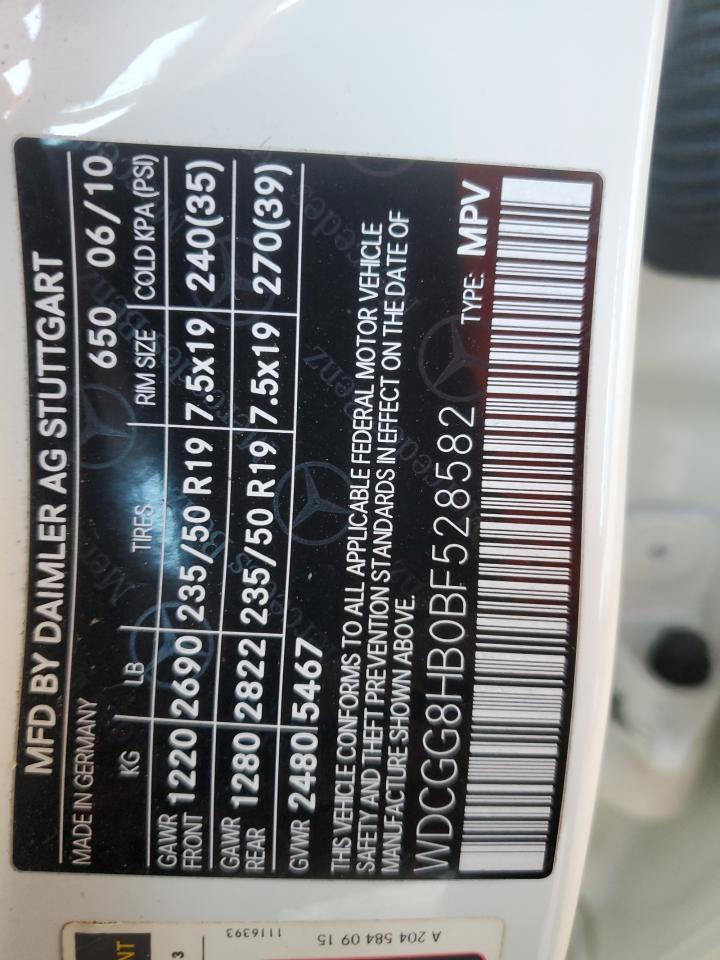 MFD BY DAIMLER AG STUTTGART
MADE IN GERMANY 650 06/10
KG LB TIRES RIM SIZE COLD KPA (PSI)
GAWR FRONT 1220 2690 235/50 R19 7.5x19 240(35)
GAWR REAR 1280 2822 235/50 R19 7.5x19 270(39)
GVWR 2480 5467
THIS VEHICLE CONFORMS TO ALL APPLICABLE FEDERAL MOTOR VEHICLE
SAFETY AND THEFT PREVENTION STANDARDS IN EFFECT ON THE DATE OF
MANUFACTURE SHOWN ABOVE.
WDCGG8HB0BF528582 TYPE: MPV
Mercedes-Benz
1116393
A 204 584 09 15
3